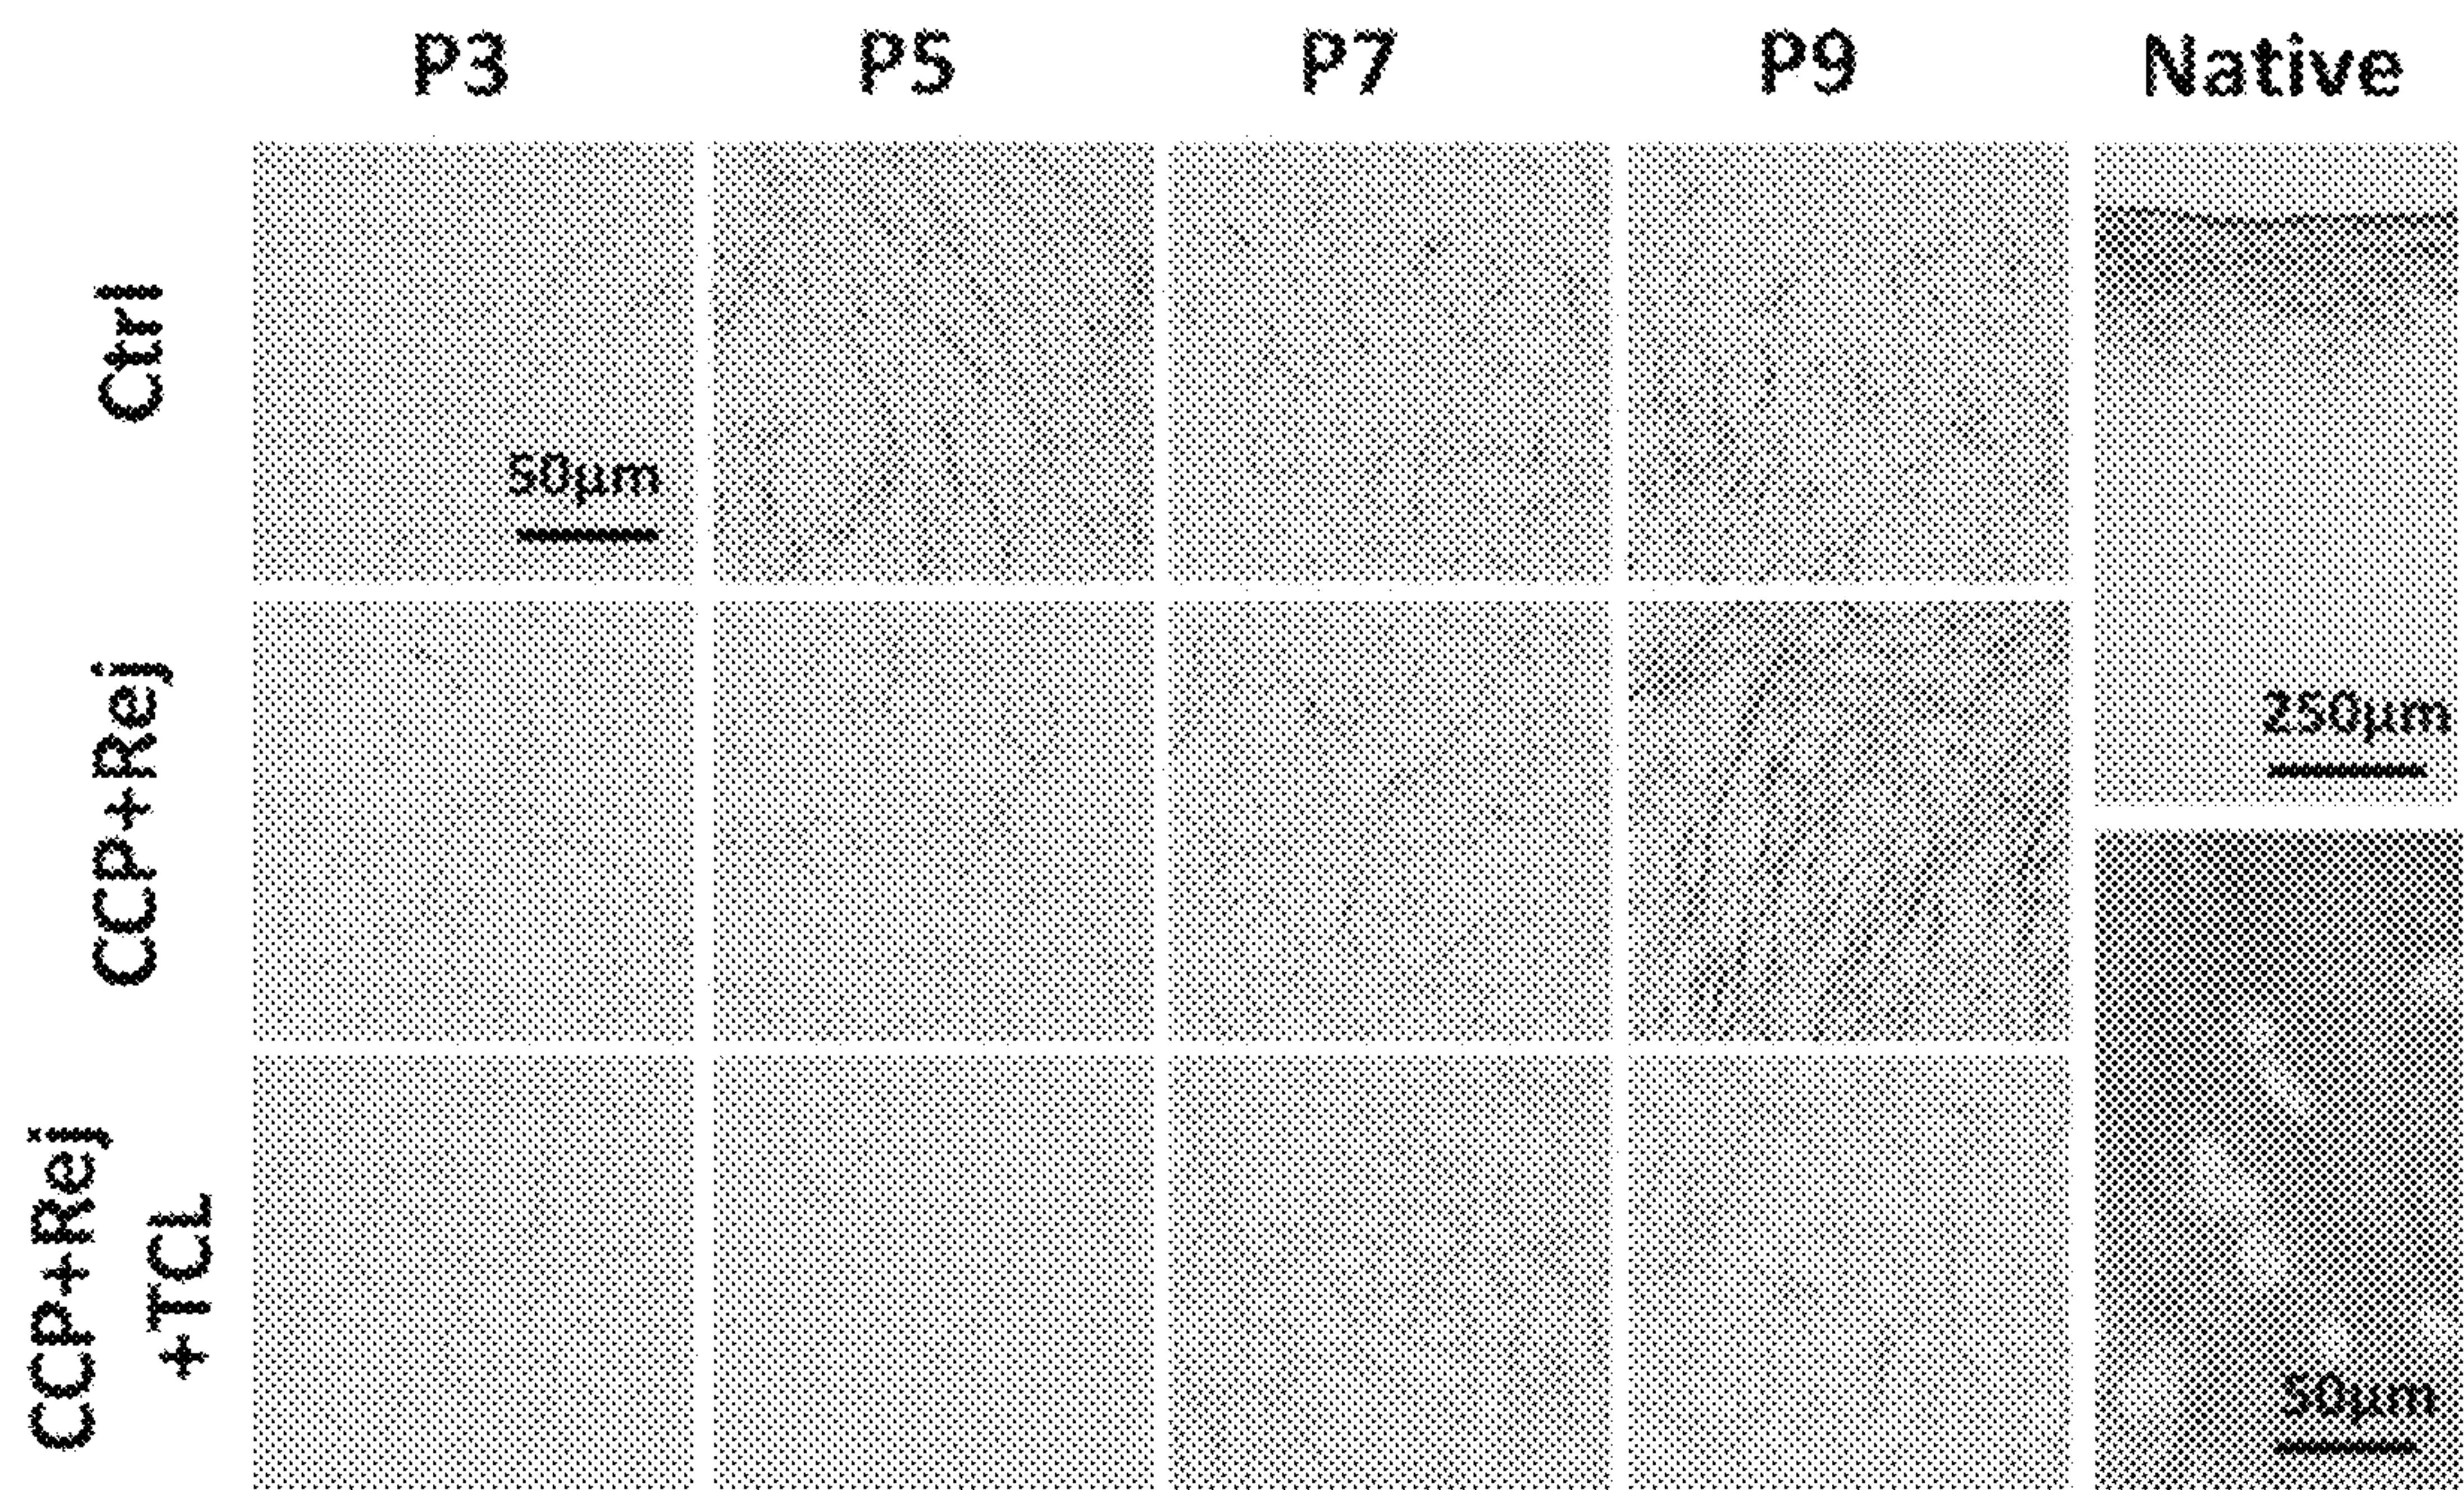 P3 P5 P7 P9 Native
Ctrl
50μm
CCP+Rej
250μm
CCP+Rej
+TCL
50μm